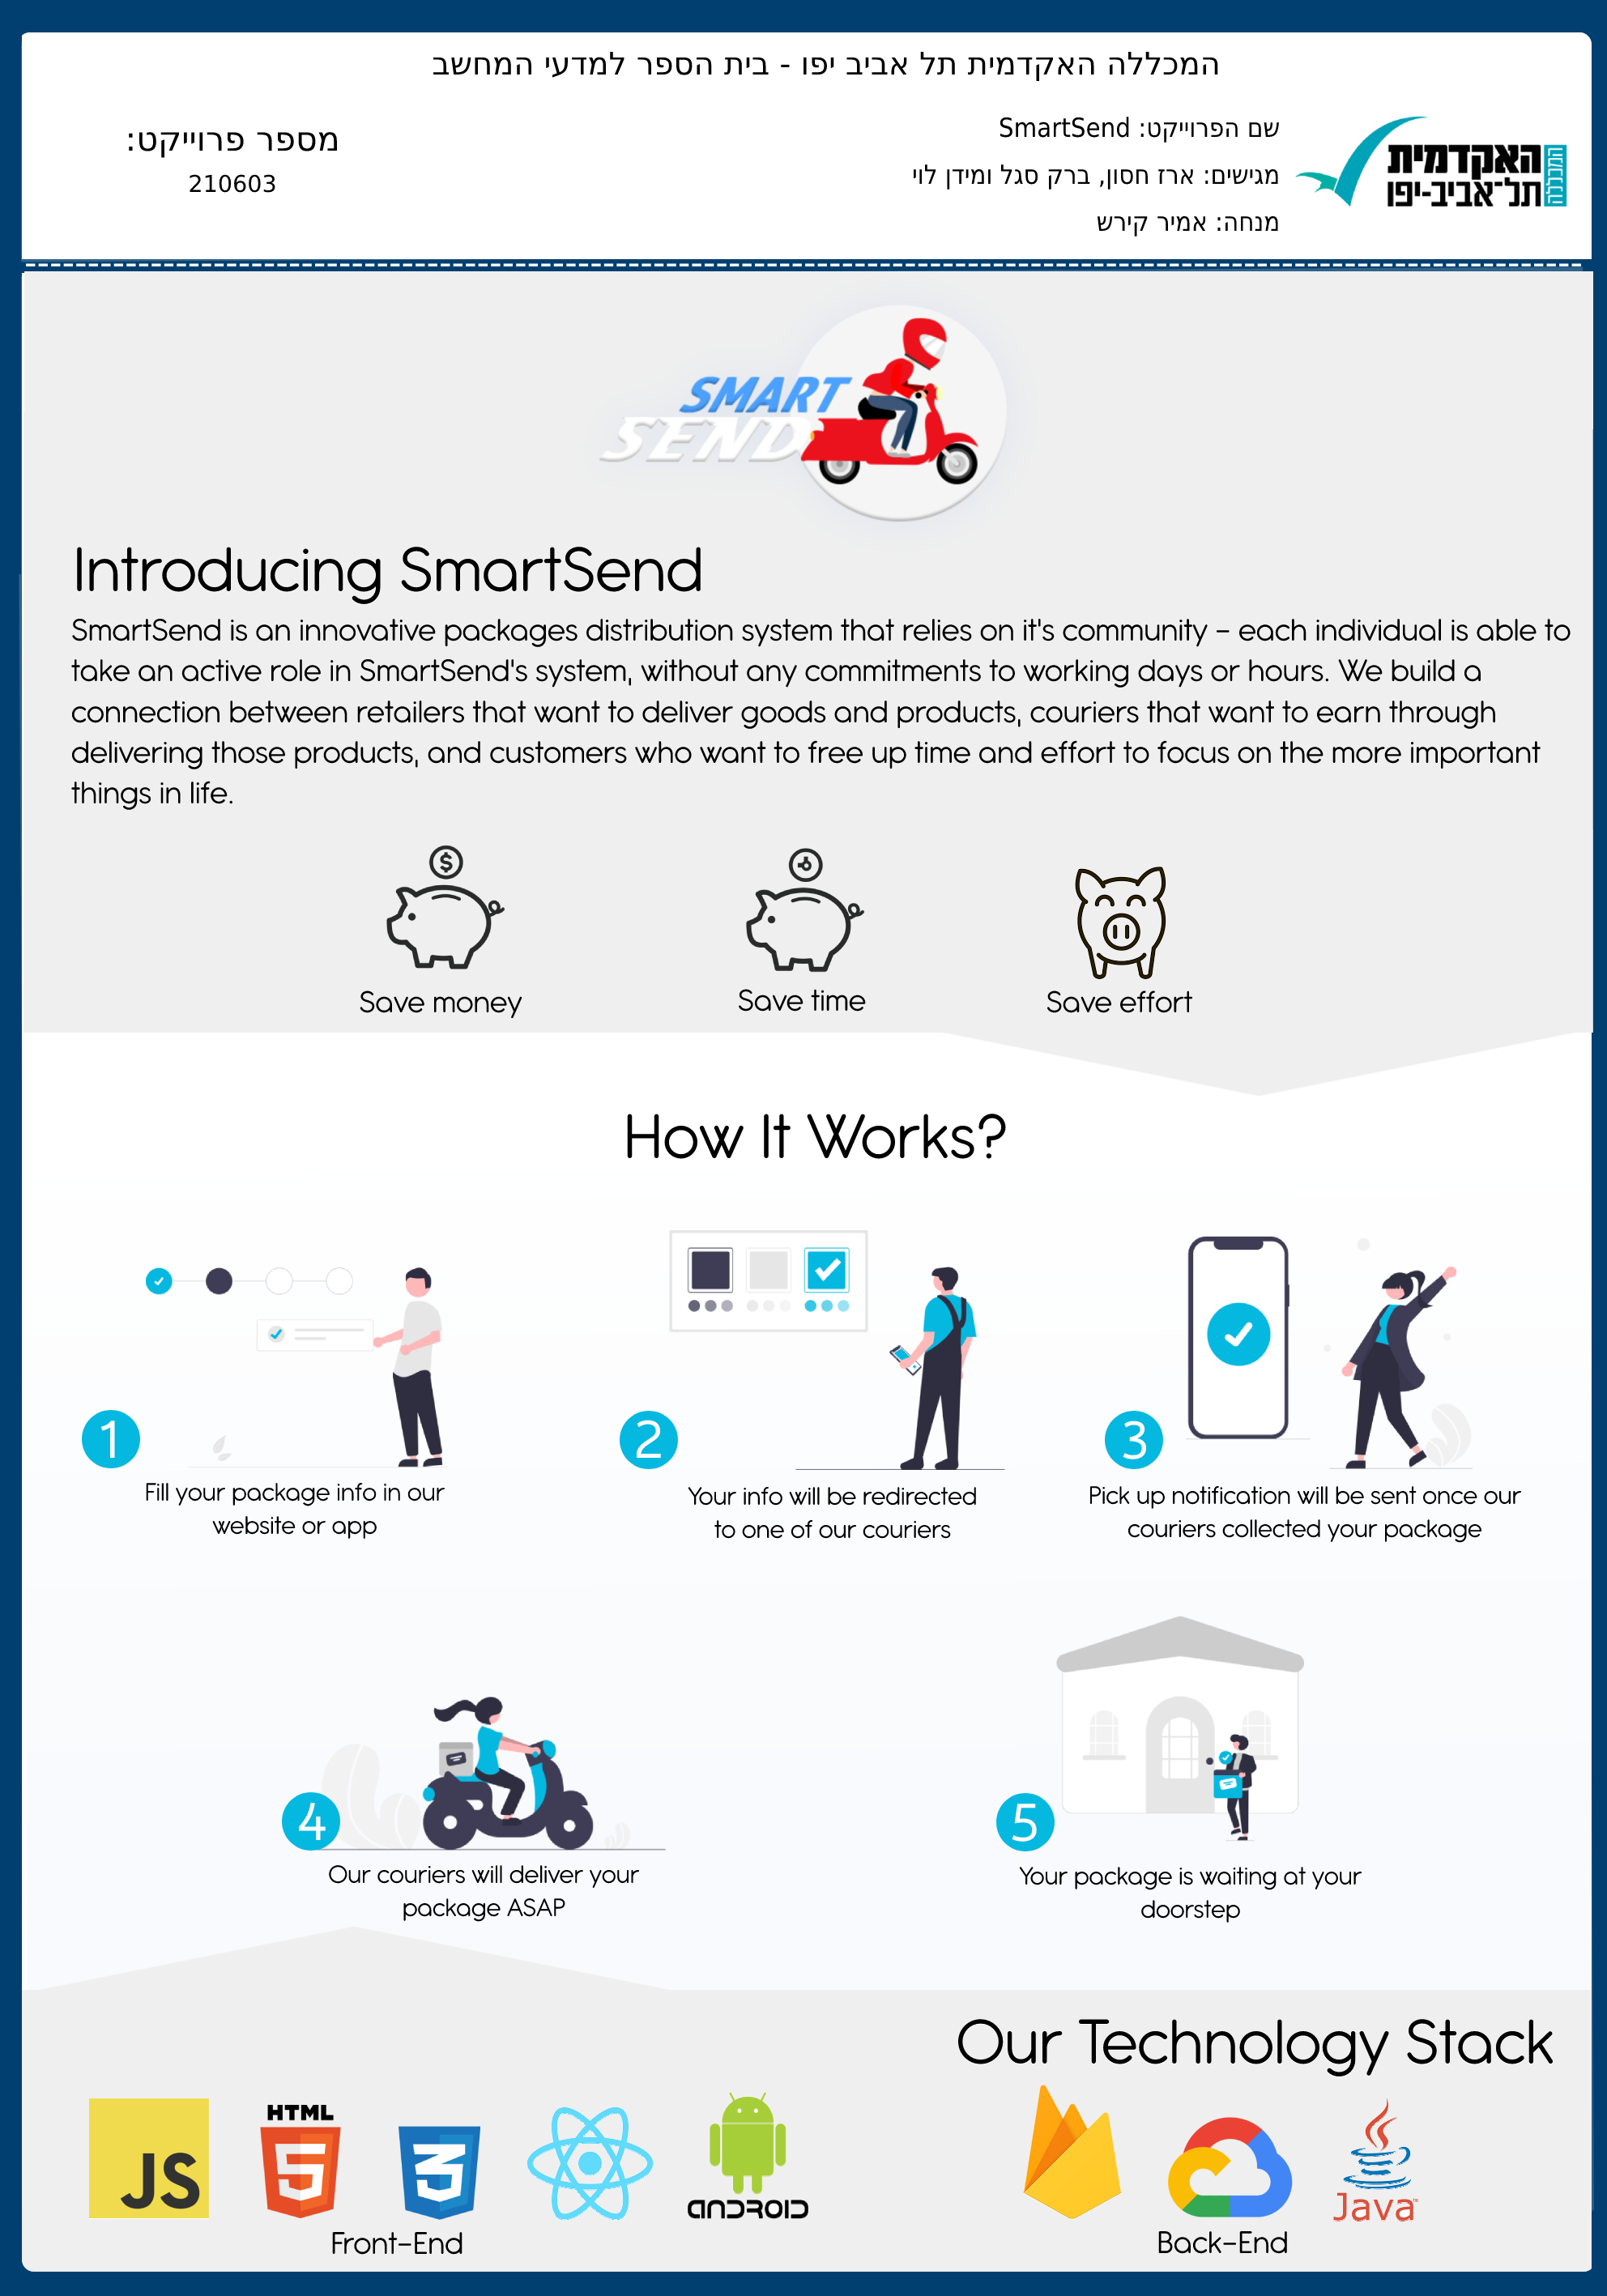 המכללה האקדמית תל אביב יפו - בית הספר למדעי המחשב
שם הפרוייקט: SmartSend
מגישים: ארז חסון, ברק סגל ומידן לוי
מנחה: אמיר קירש
מספר פרוייקט:
210603
המכללה
האקדמית
תל־אביב-יפו
SMART
SEND
Introducing SmartSend
SmartSend is an innovative packages distribution system that relies on it's community – each individual is able to
take an active role in SmartSend's system, without any commitments to working days or hours. We build a
connection between retailers that want to deliver goods and products, couriers that want to earn through
delivering those products, and customers who want to free up time and effort to focus on the more important
things in life.
Save money
Save time
Save effort
How It Works?
1
Fill your package info in our
website or app
2
Your info will be redirected
to one of our couriers
3
Pick up notification will be sent once our
couriers collected your package
4
Our couriers will deliver your
package ASAP
5
Your package is waiting at your
doorstep
Our Technology Stack
JS
HTML
5
3
ANDROID
Java™
Front-End
Back-End